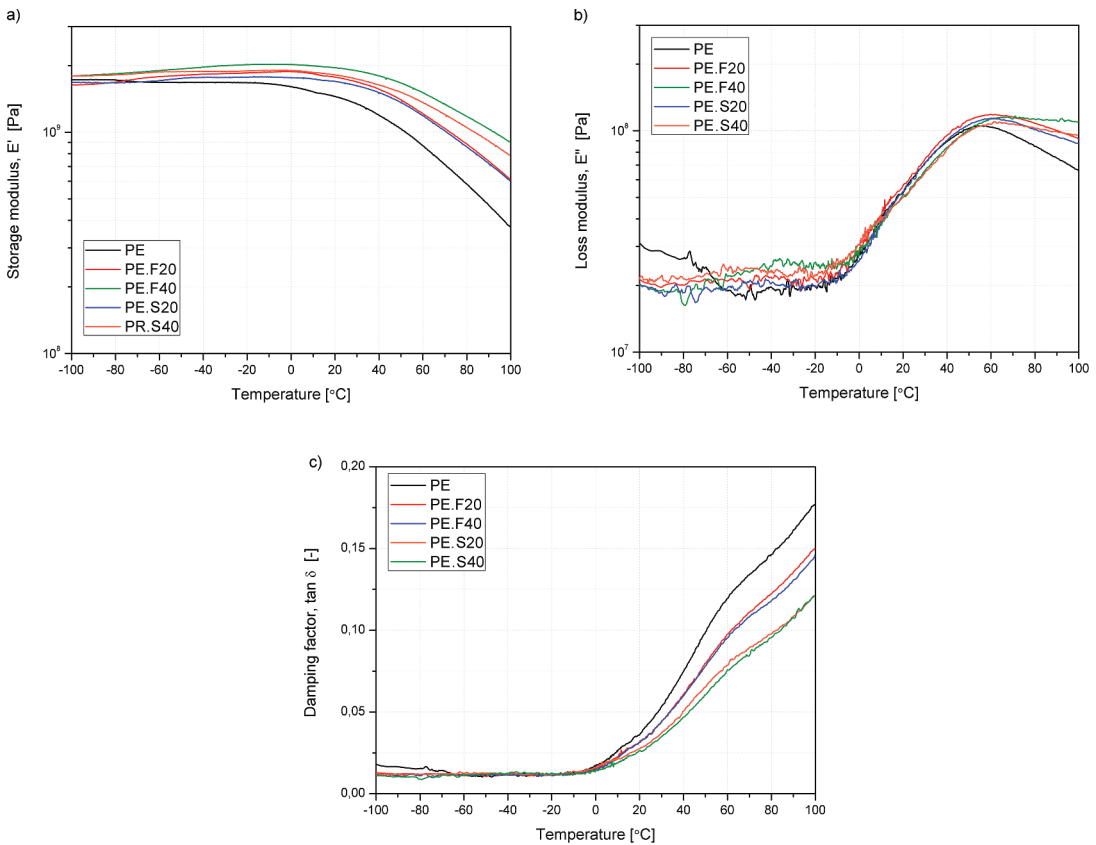 a)
Storage modulus, E' [Pa]
10⁹
10⁸
PE
PE.F20
PE.F40
PE.S20
PR.S40
-100 -80 -60 -40 -20 0 20 40 60 80 100
Temperature [°C]
b)
Loss modulus, E'' [Pa]
10⁸
10⁷
PE
PE.F20
PE.F40
PE.S20
PE.S40
-100 -80 -60 -40 -20 0 20 40 60 80 100
Temperature [°C]
c)
Damping factor, tan δ [-]
0,20
0,15
0,10
0,05
0,00
PE
PE.F20
PE.F40
PE.S20
PE.S40
-100 -80 -60 -40 -20 0 20 40 60 80 100
Temperature [°C]